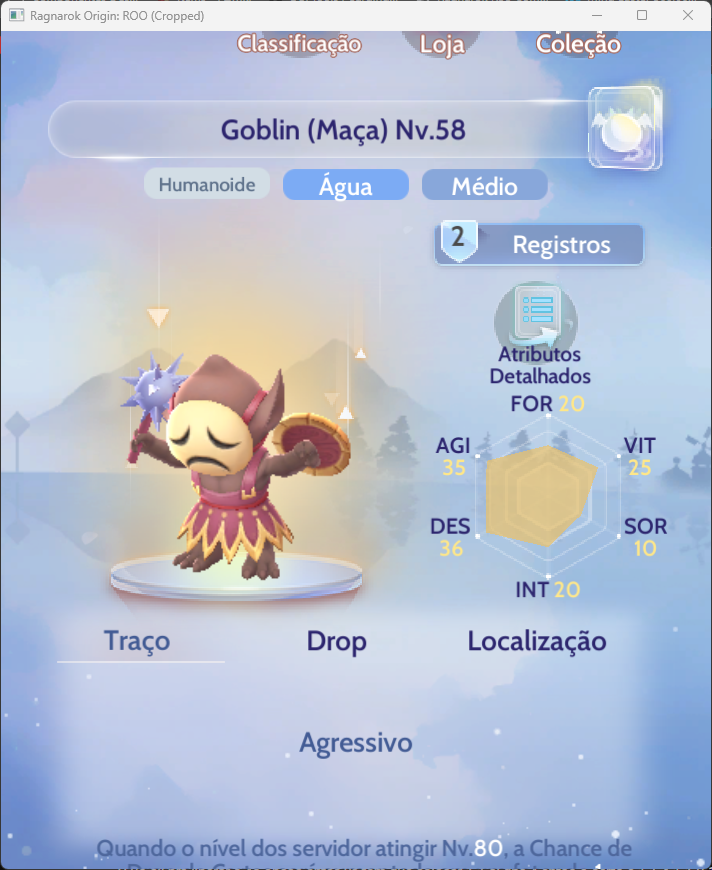 Ragnarok Origin: ROO (Cropped)
Classificação
Loja
Coleção
Goblin (Maça) Nv.58
Humanoide
Água
Médio
2
Registros
Atributos
Detalhados
FOR 20
AGI
35
VIT
25
DES
36
SOR
10
INT 20
Traço
Drop
Localização
Agressivo
Quando o nível dos servidor atingir Nv.80, a Chance de